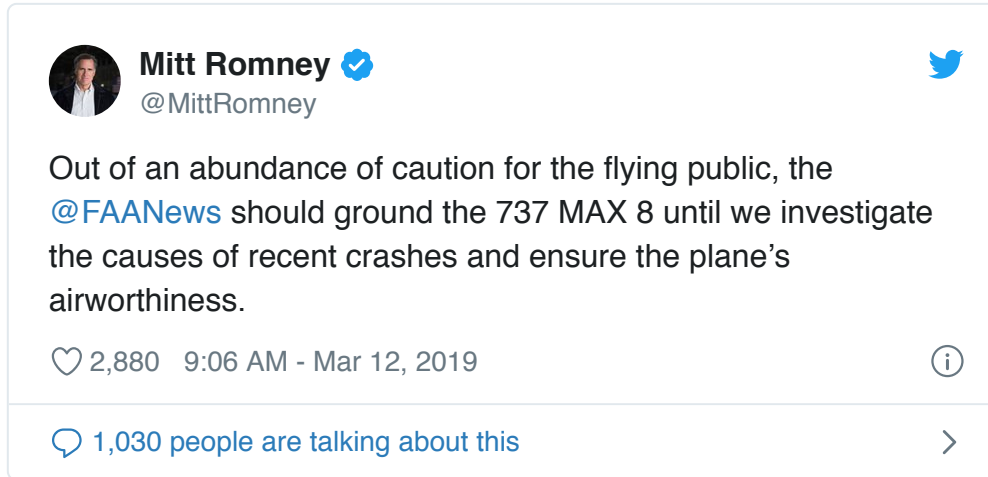 Mitt Romney
@MittRomney
Out of an abundance of caution for the flying public, the
@FAANews should ground the 737 MAX 8 until we investigate
the causes of recent crashes and ensure the plane’s
airworthiness.
2,880 9:06 AM - Mar 12, 2019
1,030 people are talking about this